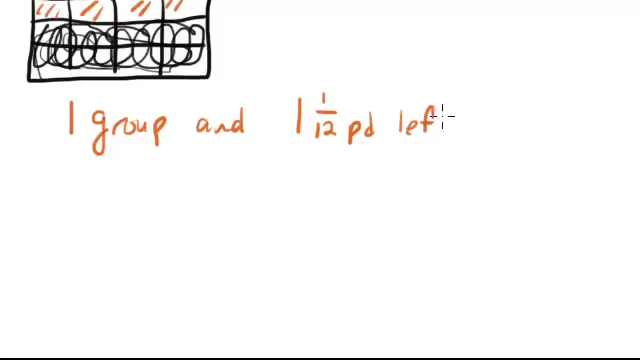 1 group and 1 1/12 pd lef